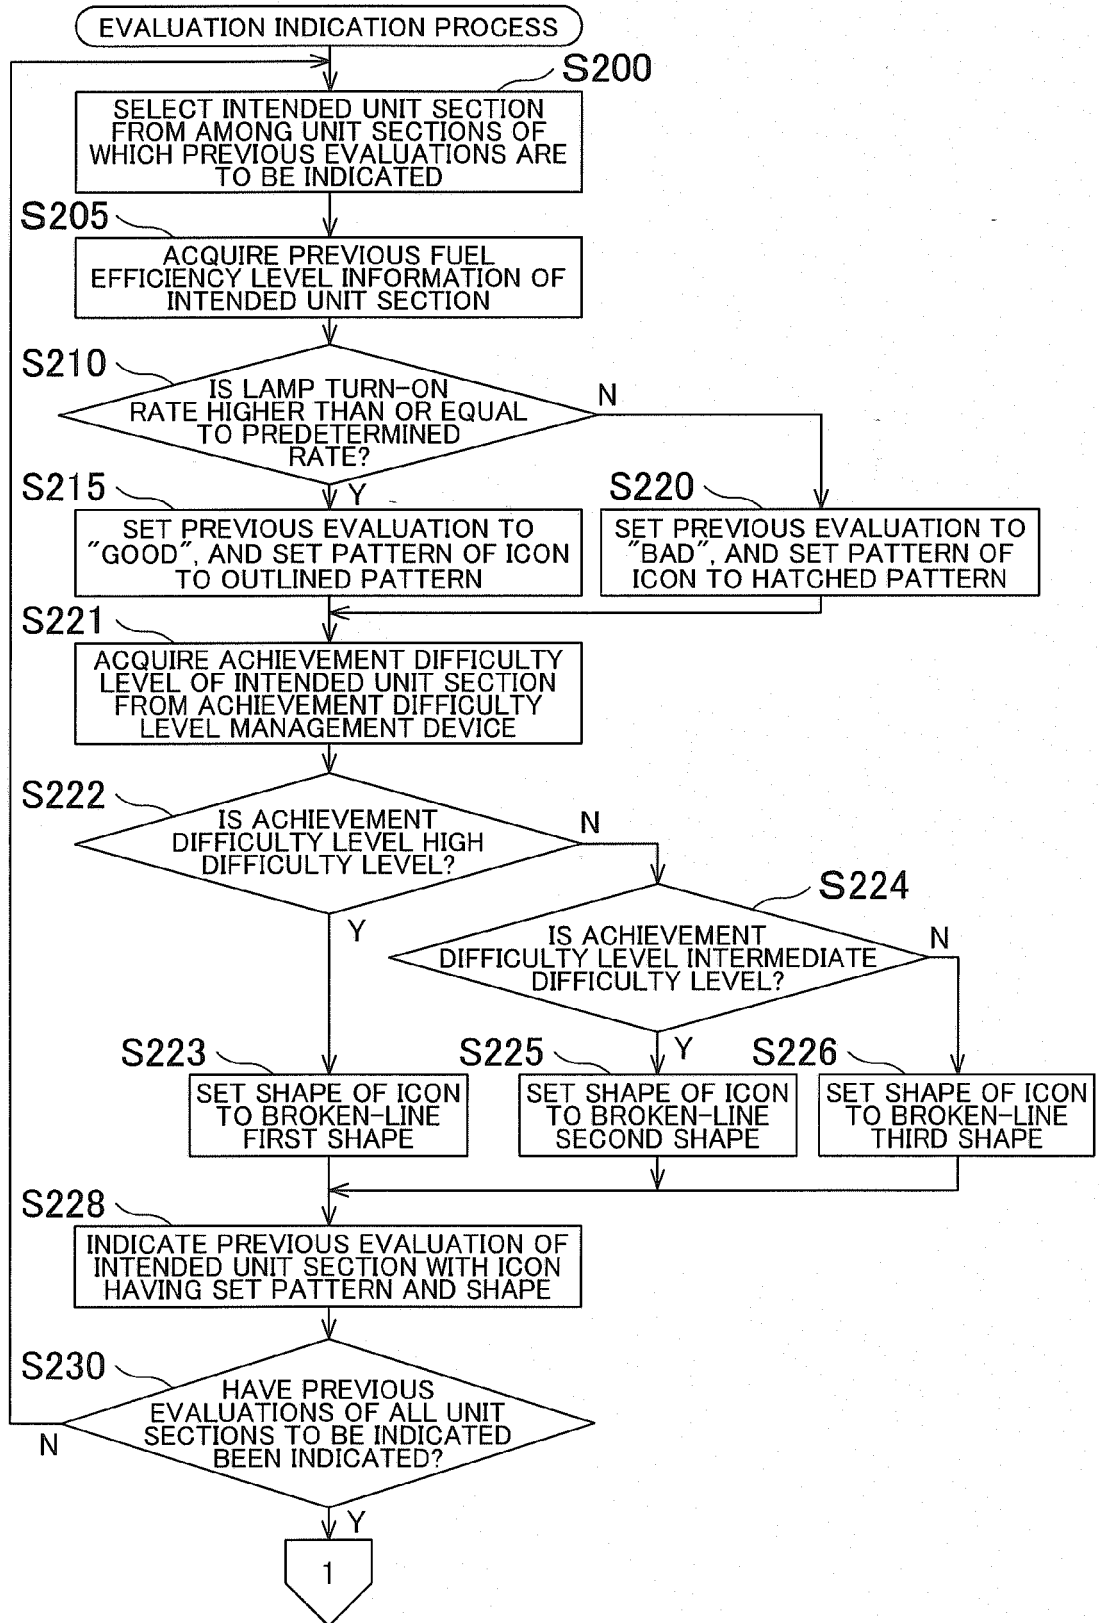 EVALUATION INDICATION PROCESS
S200
SELECT INTENDED UNIT SECTION
FROM AMONG UNIT SECTIONS OF
WHICH PREVIOUS EVALUATIONS ARE
TO BE INDICATED
S205
ACQUIRE PREVIOUS FUEL
EFFICIENCY LEVEL INFORMATION OF
INTENDED UNIT SECTION
S210
IS LAMP TURN-ON
RATE HIGHER THAN OR EQUAL
TO PREDETERMINED
RATE?
N
Y
S215
SET PREVIOUS EVALUATION TO
"GOOD", AND SET PATTERN OF ICON
TO OUTLINED PATTERN
S220
SET PREVIOUS EVALUATION TO
"BAD", AND SET PATTERN OF
ICON TO HATCHED PATTERN
S221
ACQUIRE ACHIEVEMENT DIFFICULTY
LEVEL OF INTENDED UNIT SECTION
FROM ACHIEVEMENT DIFFICULTY
LEVEL MANAGEMENT DEVICE
S222
IS ACHIEVEMENT
DIFFICULTY LEVEL HIGH
DIFFICULTY LEVEL?
N
Y
S224
IS ACHIEVEMENT
DIFFICULTY LEVEL INTERMEDIATE
DIFFICULTY LEVEL?
N
Y
S223
SET SHAPE OF ICON
TO BROKEN-LINE
FIRST SHAPE
S225
SET SHAPE OF ICON
TO BROKEN-LINE
SECOND SHAPE
S226
SET SHAPE OF ICON
TO BROKEN-LINE
THIRD SHAPE
S228
INDICATE PREVIOUS EVALUATION OF
INTENDED UNIT SECTION WITH ICON
HAVING SET PATTERN AND SHAPE
S230
HAVE PREVIOUS
EVALUATIONS OF ALL UNIT
SECTIONS TO BE INDICATED
BEEN INDICATED?
N
Y
1